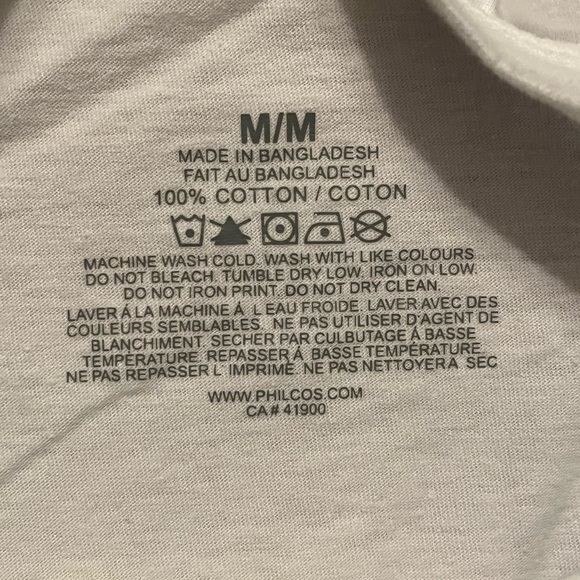 M/M
MADE IN BANGLADESH
FAIT AU BANGLADESH
100% COTTON / COTON
MACHINE WASH COLD. WASH WITH LIKE COLOURS
DO NOT BLEACH. TUMBLE DRY LOW. IRON ON LOW.
DO NOT IRON PRINT. DO NOT DRY CLEAN.
LAVER Á LA MACHINE Á L EAU FROIDE. LAVER AVEC DES
COULEURS SEMBLABLES. NE PAS UTILISER D'AGENT DE
BLANCHIMENT. SECHER PAR CULBUTAGE Á BASSE
TEMPÉRATURE. REPASSER Á BASSE TEMPÉRATURE.
NE PAS REPASSER L' IMPRIMÉ. NE PAS NETTOYER Á SEC
WWW.PHILCOS.COM
CA # 41900